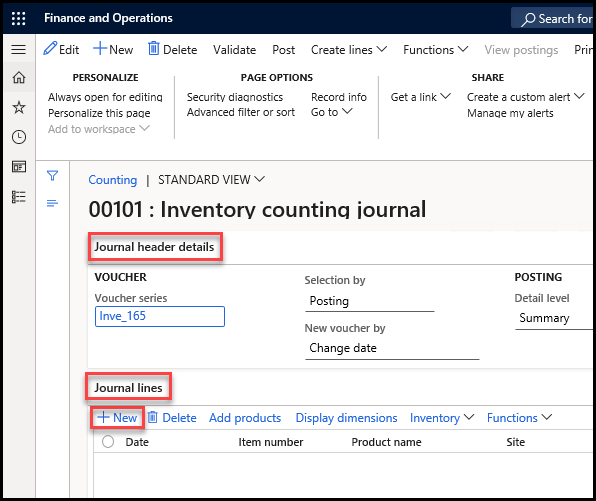 Finance and Operations Search for
Edit New Delete Validate Post Create lines Functions View postings Prin
PERSONALIZE PAGE OPTIONS SHARE
Always open for editing Security diagnostics Record info Get a link Create a custom alert
Personalize this page Advanced filter or sort Go to Manage my alerts
Add to workspace
Counting | STANDARD VIEW
00101 : Inventory counting journal
Journal header details
VOUCHER Selection by POSTING
Voucher series Posting Detail level
Inve_165 New voucher by Summary
Change date
Journal lines
New Delete Add products Display dimensions Inventory Functions
Date Item number Product name Site